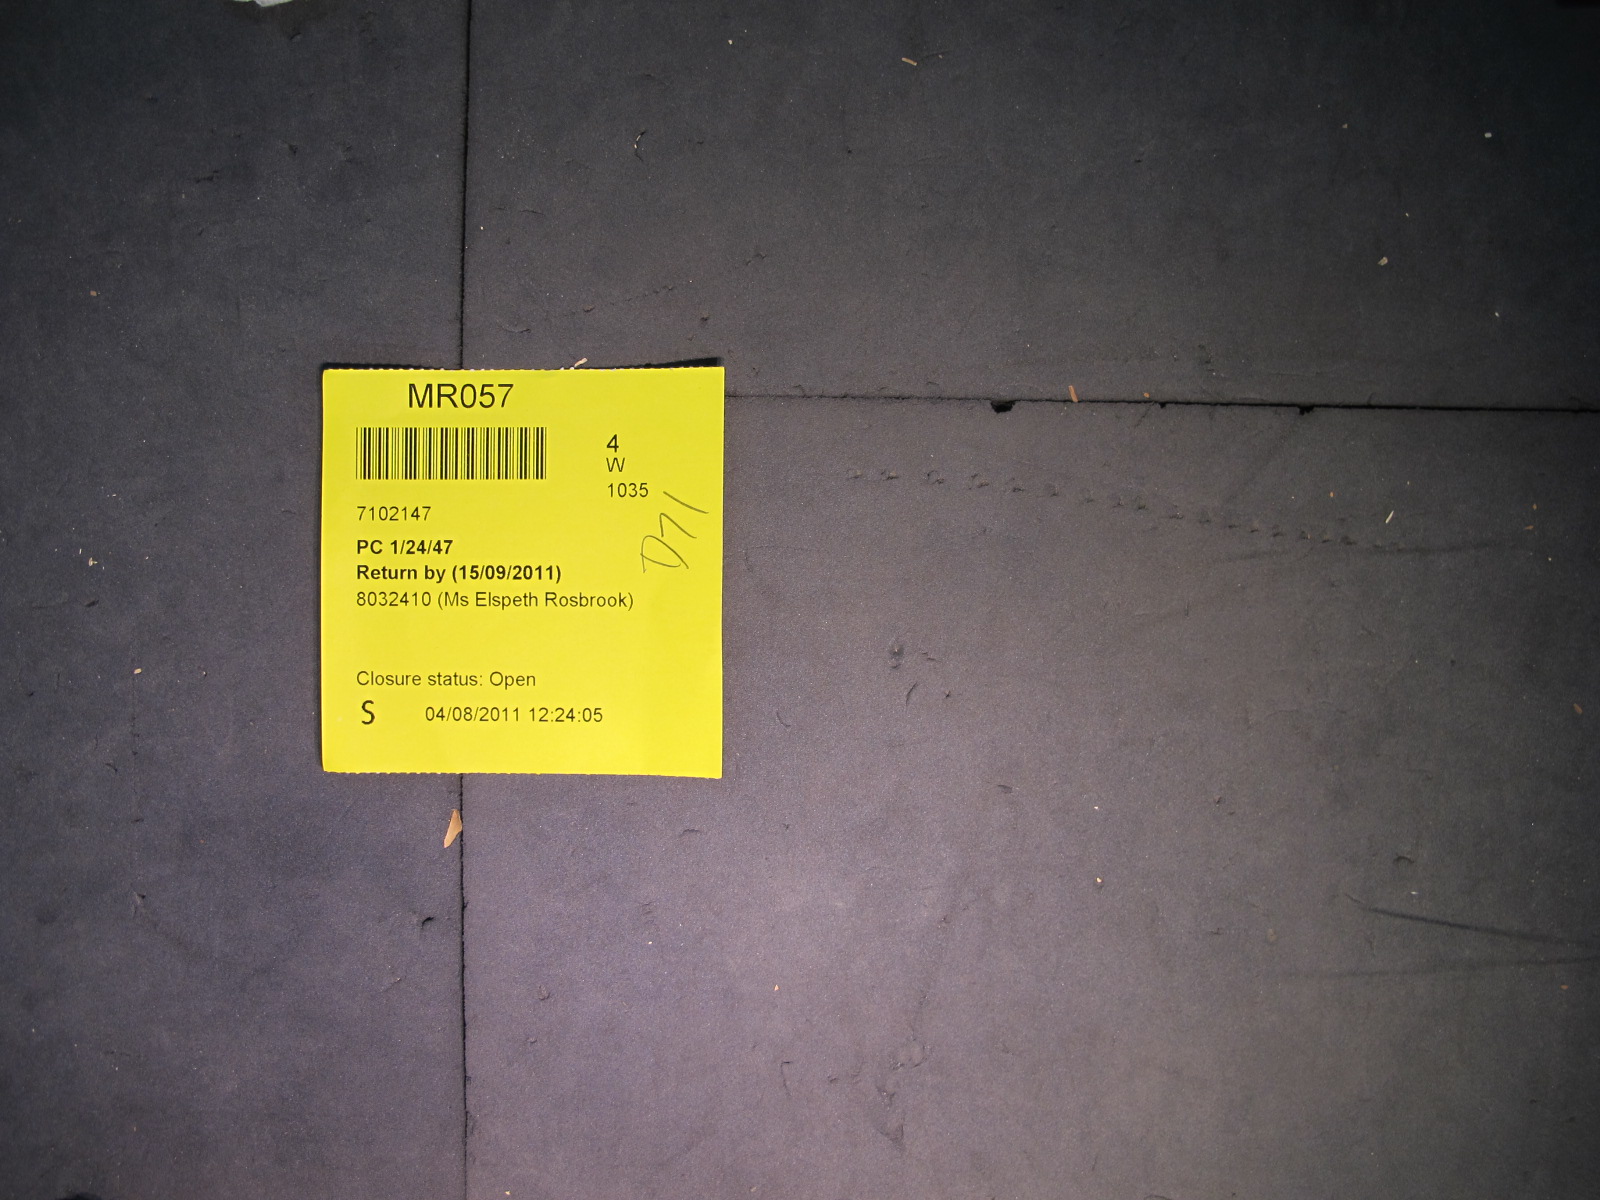 MR057
4
W
1035
7102147
D71
PC 1/24/47
Return by (15/09/2011)
8032410 (Ms Elspeth Rosbrook)
Closure status: Open
S 04/08/2011 12:24:05